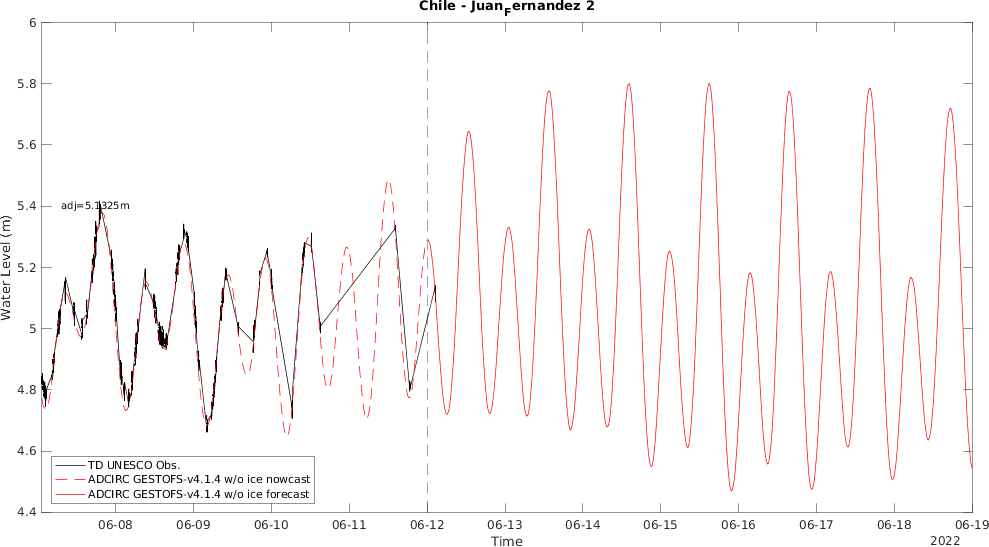 Chile - Juan_Fernandez 2
6
5.8
5.6
5.4
5.2
5
4.8
4.6
4.4
Water Level (m)
adj=5.1325m
TD UNESCO Obs.
ADCIRC GESTOFS-v4.1.4 w/o ice nowcast
ADCIRC GESTOFS-v4.1.4 w/o ice forecast
06-08 06-09 06-10 06-11 06-12 06-13 06-14 06-15 06-16 06-17 06-18 06-19
Time
2022